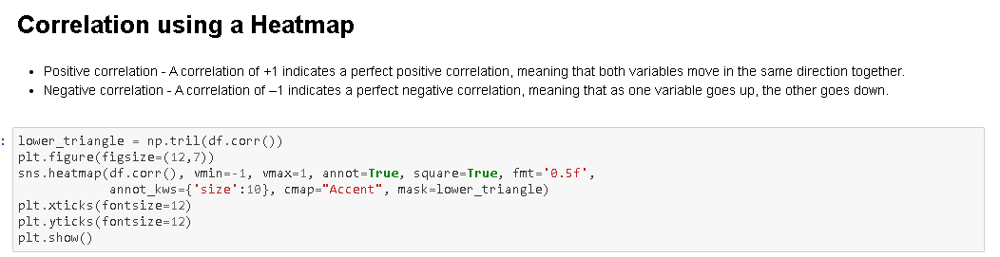 Correlation using a Heatmap
• Positive correlation - A correlation of +1 indicates a perfect positive correlation, meaning that both variables move in the same direction together.
• Negative correlation - A correlation of –1 indicates a perfect negative correlation, meaning that as one variable goes up, the other goes down.
: lower_triangle = np.tril(df.corr())
plt.figure(figsize=(12,7))
sns.heatmap(df.corr(), vmin=-1, vmax=1, annot=True, square=True, fmt='0.5f',
            annot_kws={'size':10}, cmap="Accent", mask=lower_triangle)
plt.xticks(fontsize=12)
plt.yticks(fontsize=12)
plt.show()